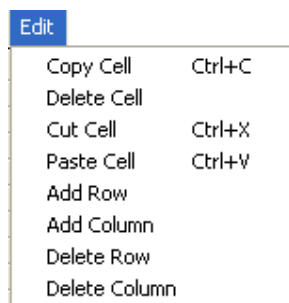 Edit
Copy Cell Ctrl+C
Delete Cell
Cut Cell Ctrl+X
Paste Cell Ctrl+V
Add Row
Add Column
Delete Row
Delete Column